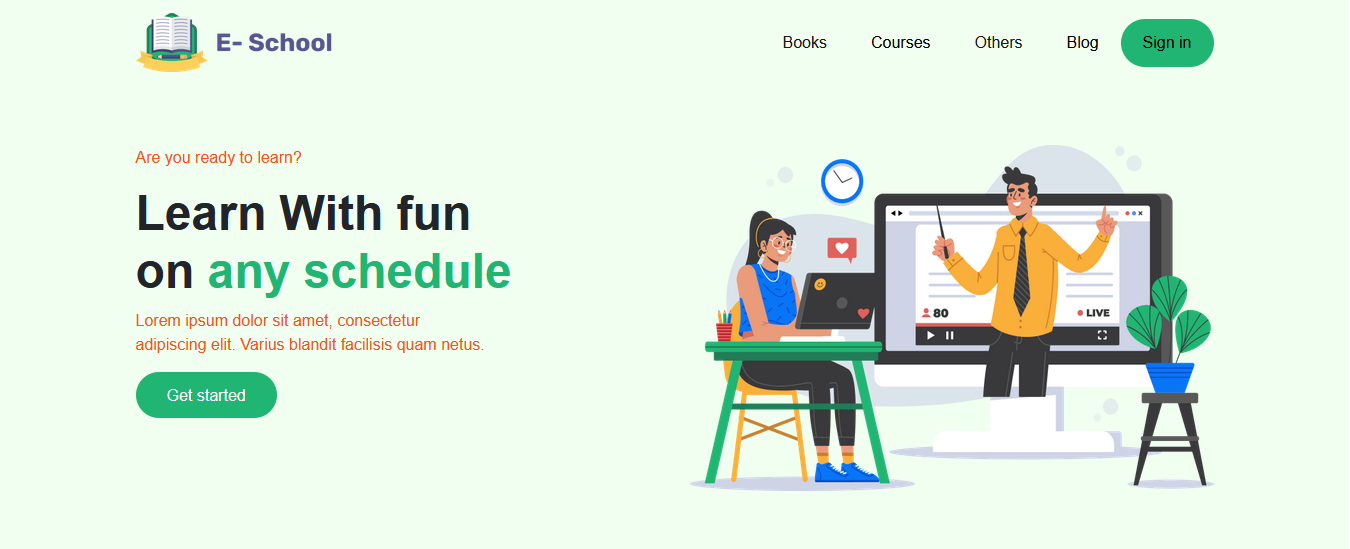 E- School
Books
Courses
Others
Blog
Sign in
Are you ready to learn?
Learn With fun
on any schedule
Lorem ipsum dolor sit amet, consectetur
adipiscing elit. Varius blandit facilisis quam netus.
Get started
80
LIVE